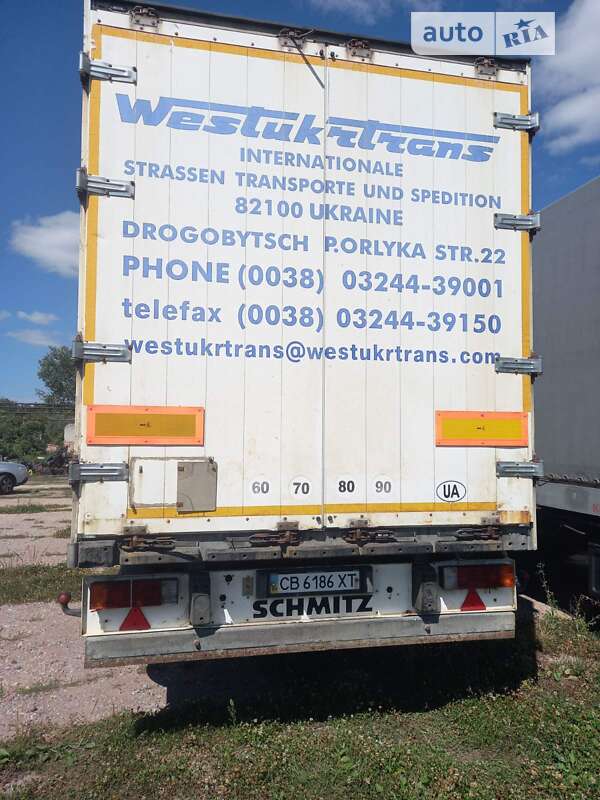 auto RIA
Westukrtrans
INTERNATIONALE
STRASSEN TRANSPORTE UND SPEDITION
82100 UKRAINE
DROGOBYTSCH P.ORLYKA STR.22
PHONE (0038) 03244-39001
telefax (0038) 03244-39150
westukrtrans@westukrtrans.com
60 70 80 90 UA
CB 6186 XT
SCHMITZ